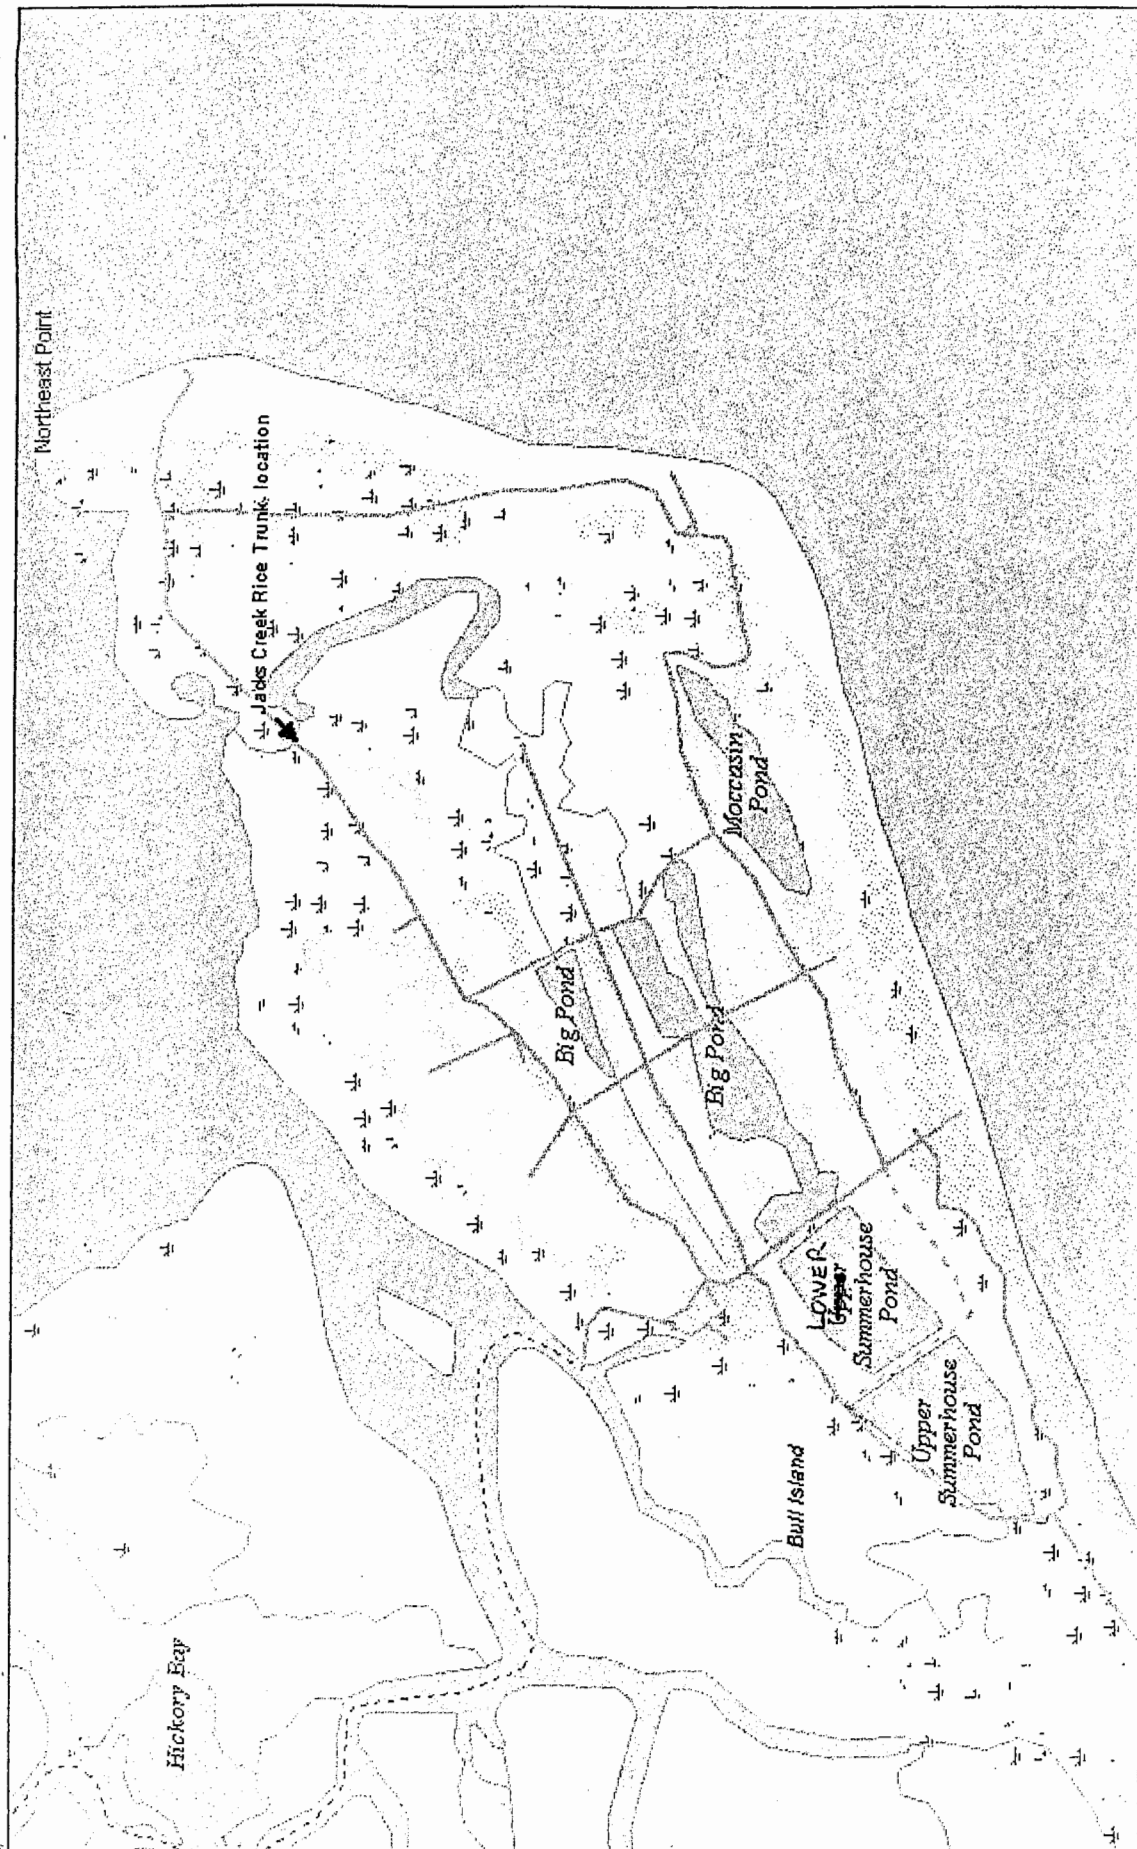 Northeast Point
Jacks Creek Rice Trunk location
Moccasin
Pond
Big Pond
Big Pond
LOWER
Upper
Summerhouse
Pond
Upper
Summerhouse
Pond
Bull Island
Hickory Bay